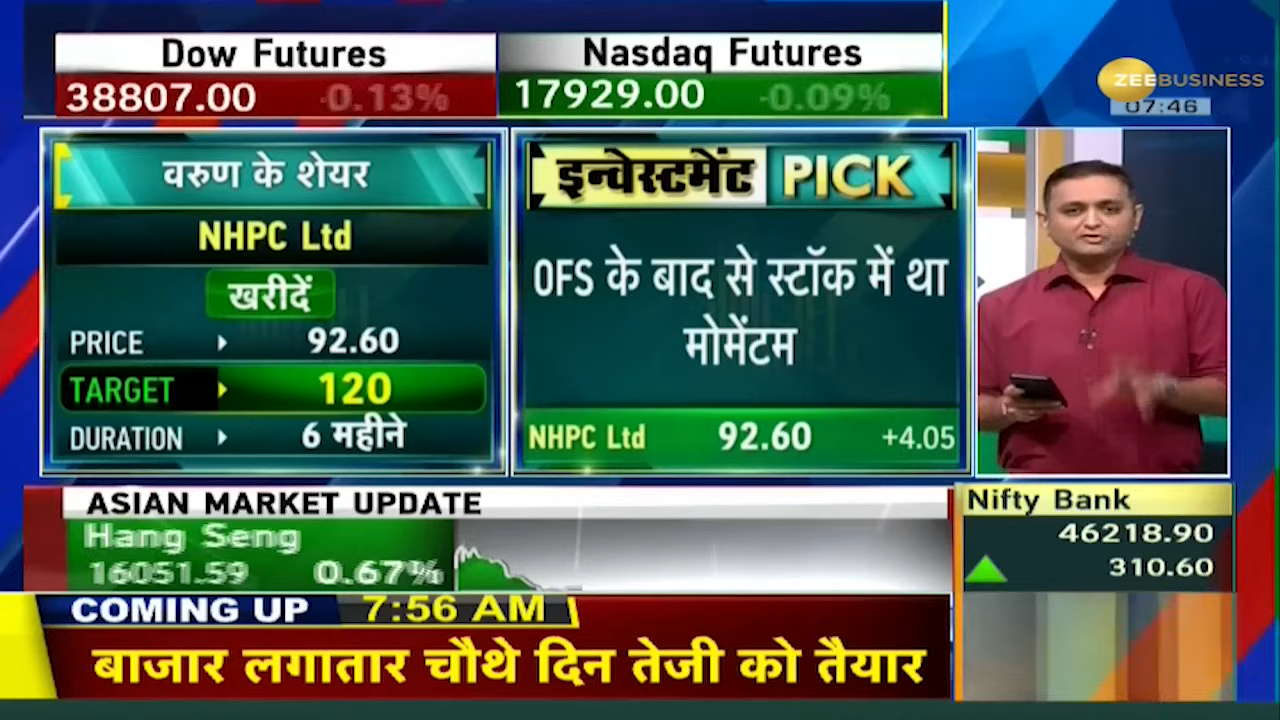 Dow Futures
38807.00 -0.13%
Nasdaq Futures
17929.00 -0.09%
ZEEBUSINESS
07:46
वरुण के शेयर
NHPC Ltd
खरीदें
PRICE 92.60
TARGET 120
DURATION 6 महीने
इन्वेस्टमेंट PICK
OFS के बाद से स्टॉक में था
मोमेंटम
NHPC Ltd 92.60 +4.05
ASIAN MARKET UPDATE
Hang Seng
16051.59 0.67%
Nifty Bank
46218.90
310.60
COMING UP 7:56 AM
बाजार लगातार चौथे दिन तेजी को तैयार